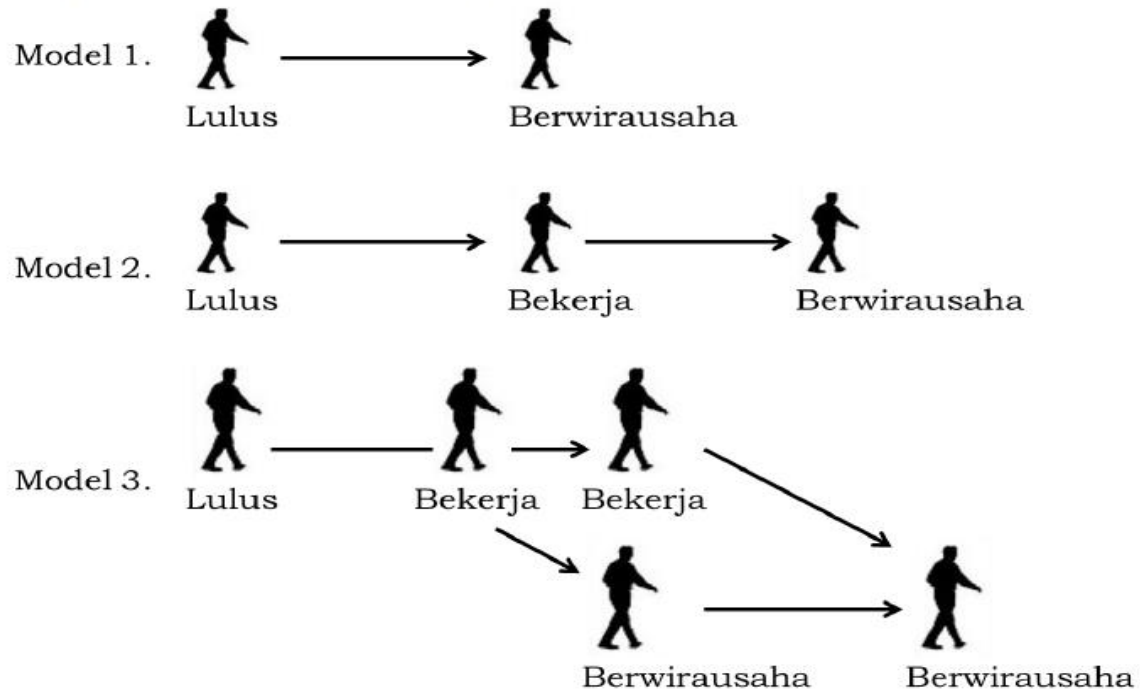 Model 1.
Lulus
Berwirausaha
Model 2.
Lulus
Bekerja
Berwirausaha
Model 3.
Lulus
Bekerja
Bekerja
Berwirausaha
Berwirausaha